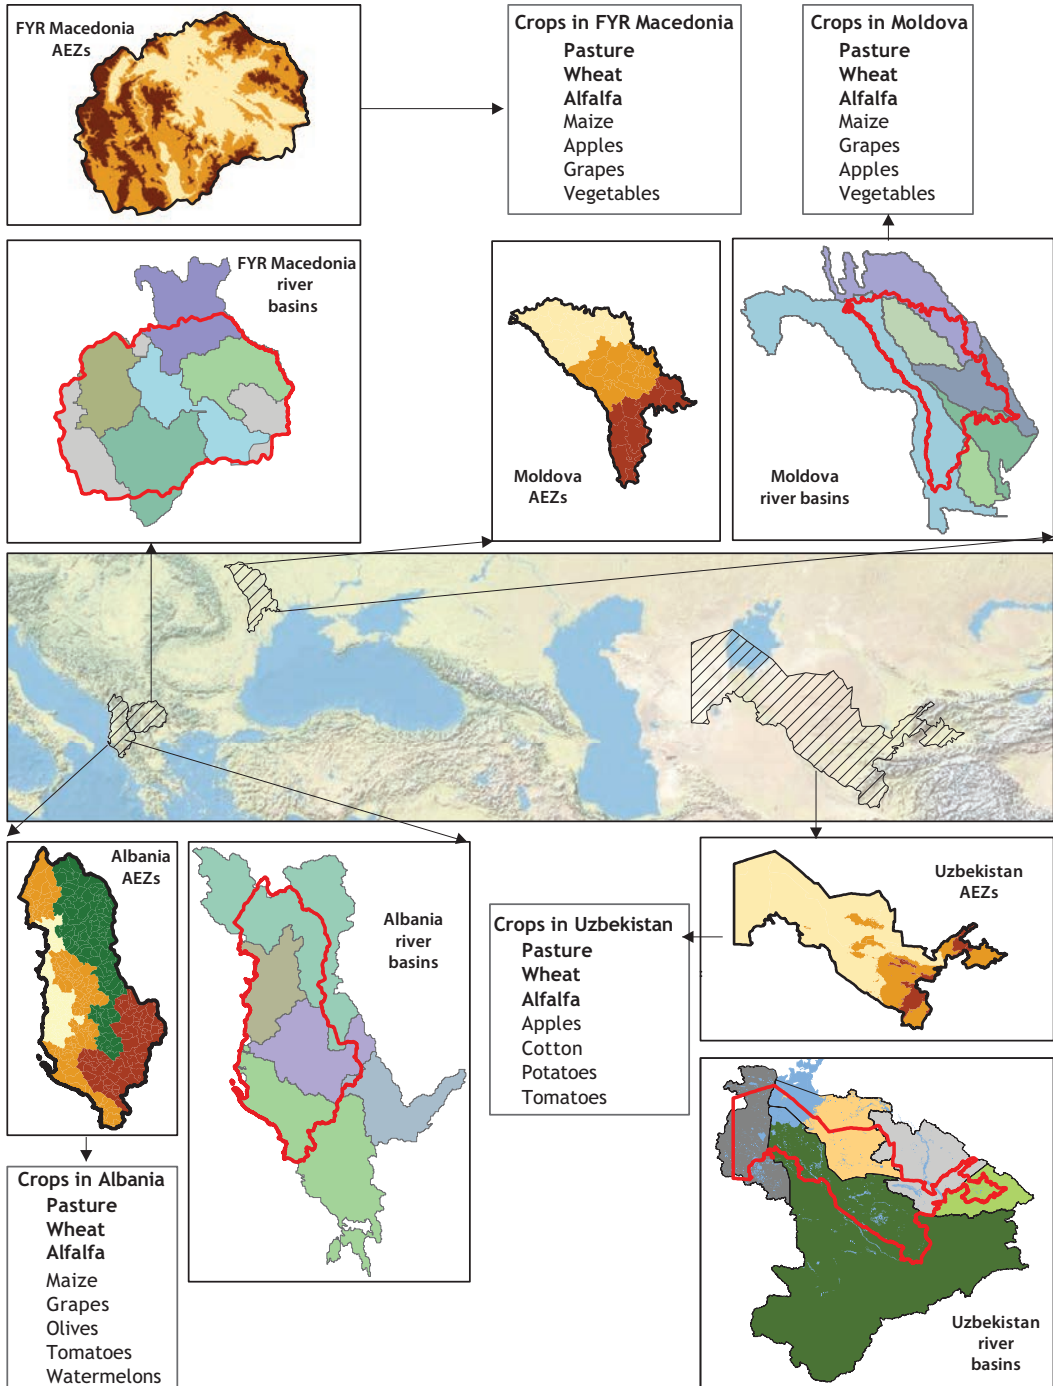 FYR Macedonia
AEZs
Crops in FYR Macedonia
Pasture
Wheat
Alfalfa
Maize
Apples
Grapes
Vegetables
Crops in Moldova
Pasture
Wheat
Alfalfa
Maize
Grapes
Apples
Vegetables
FYR Macedonia
river
basins
Moldova
AEZs
Moldova
river basins
Albania
AEZs
Albania
river
basins
Crops in Uzbekistan
Pasture
Wheat
Alfalfa
Apples
Cotton
Potatoes
Tomatoes
Uzbekistan
AEZs
Crops in Albania
Pasture
Wheat
Alfalfa
Maize
Grapes
Olives
Tomatoes
Watermelons
Uzbekistan
river
basins